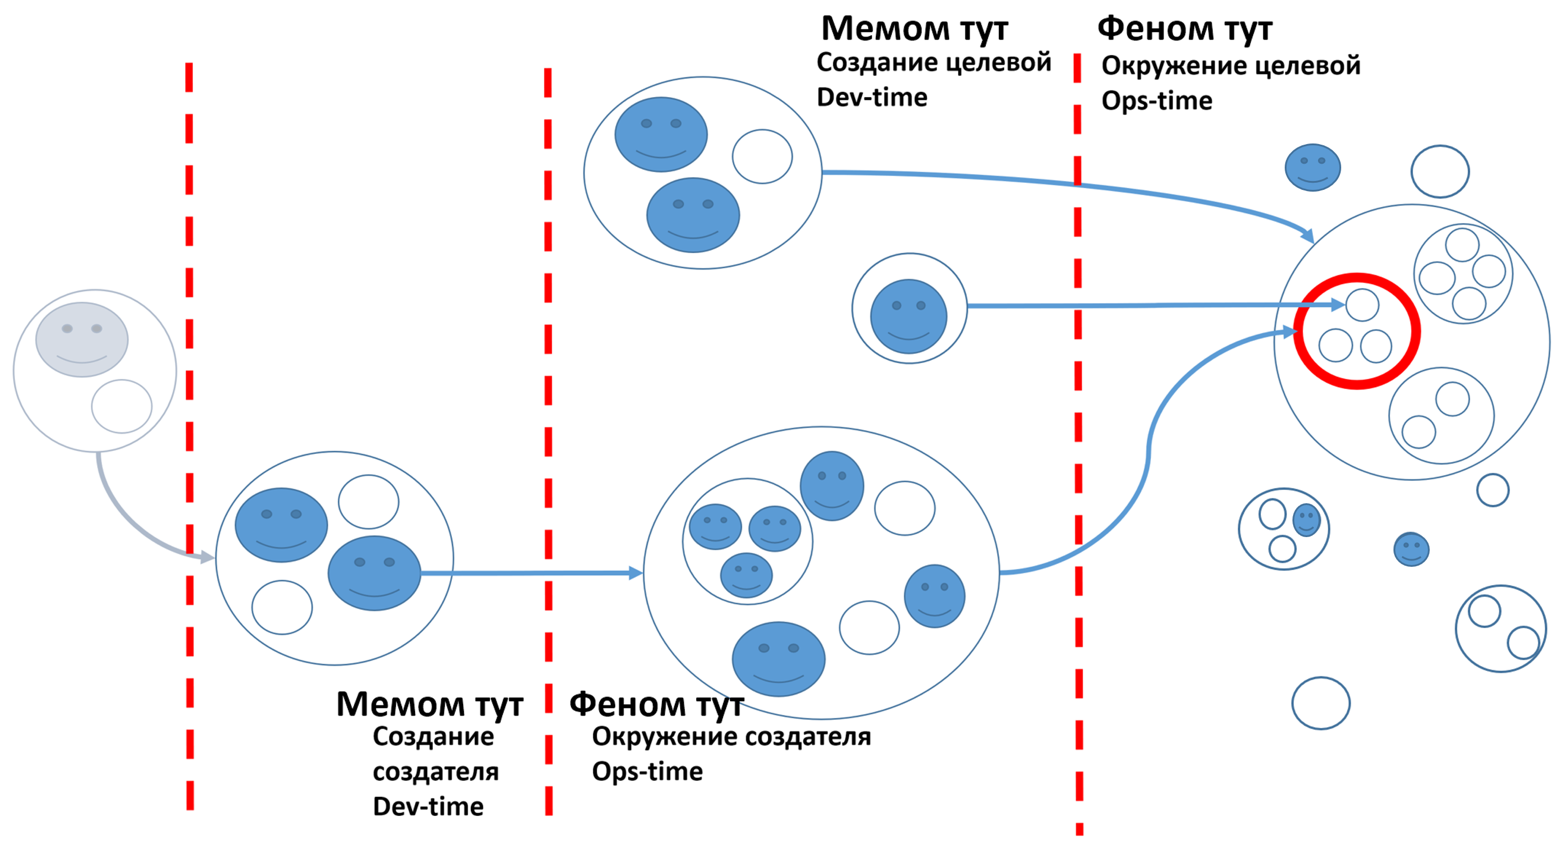 Мемом тут
Создание целевой
Dev-time
Феном тут
Окружение целевой
Ops-time
Мемом тут
Создание
создателя
Dev-time
Феном тут
Окружение создателя
Ops-time